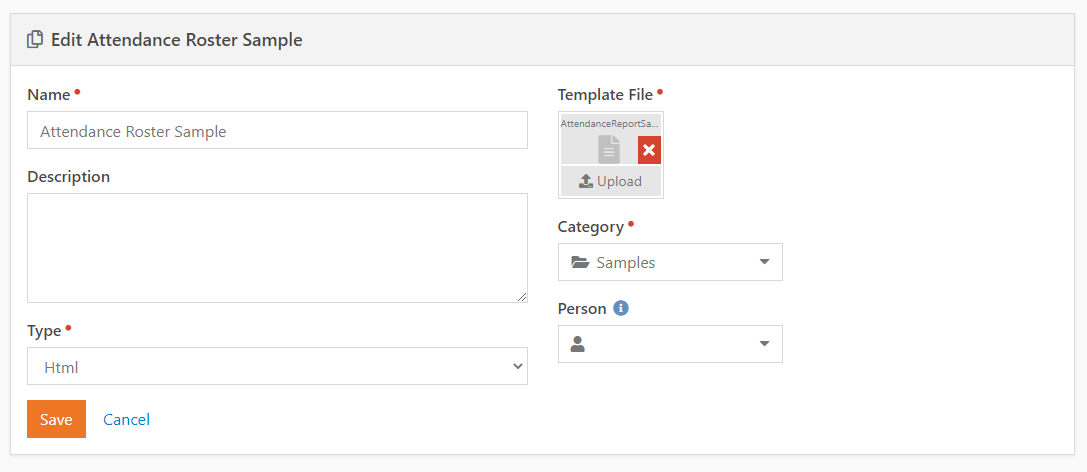 Edit Attendance Roster Sample
Name
Attendance Roster Sample
Description
Type
Html
Save
Cancel
Template File
AttendanceReportSa...
Upload
Category
Samples
Person